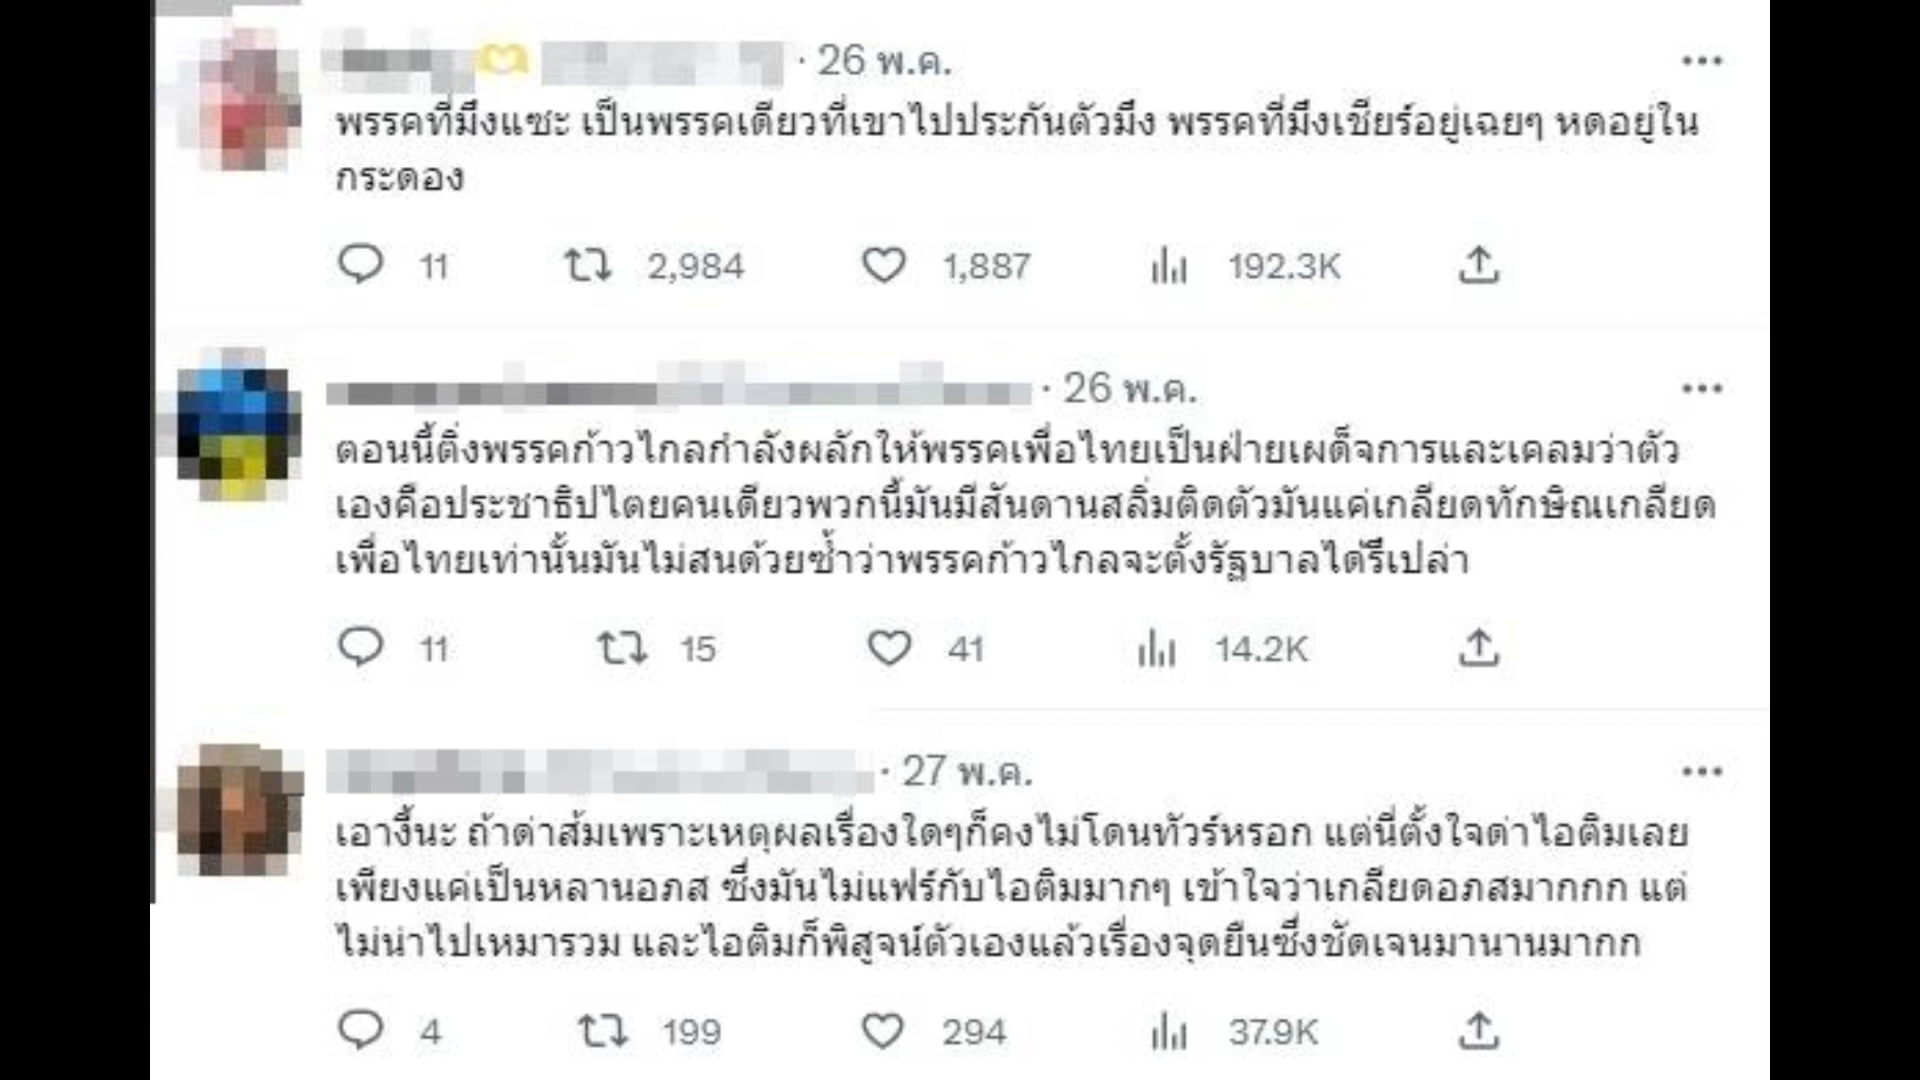 · 26 พ.ค.
พรรคที่มึงแซะ เป็นพรรคเดียวที่เขาไปประกันตัวมึง พรรคที่มึงเชียร์อยู่เฉยๆ หดอยู่ใน
กระดอง
11 2,984 1,887 192.3K
· 26 พ.ค.
ตอนนี้ติ่งพรรคก้าวไกลกำลังผลักให้พรรคเพื่อไทยเป็นฝ่ายเผด็จการและเคลมว่าตัว
เองคือประชาธิปไตยคนเดียวพวกนี้มันมีสันดานสลิ่มติดตัวมันแค่เกลียดทักษิณเกลียด
เพื่อไทยเท่านั้นมันไม่สนด้วยซ้ำว่าพรรคก้าวไกลจะตั้งรัฐบาลได้รึเปล่า
11 15 41 14.2K
· 27 พ.ค.
เอางี้นะ ถ้าด่าส้มเพราะเหตุผลเรื่องใดๆก็คงไม่โดนทัวร์หรอก แต่นี่ตั้งใจด่าไอติมเลย
เพียงแค่เป็นหลานอภส ซึ่งมันไม่แฟร์กับไอติมมากๆ เข้าใจว่าเกลียดอภสมากกก แต่
ไม่น่าไปเหมารวม และไอติมก็พิสูจน์ตัวเองแล้วเรื่องจุดยืนซึ่งชัดเจนมานานมากก
4 199 294 37.9K